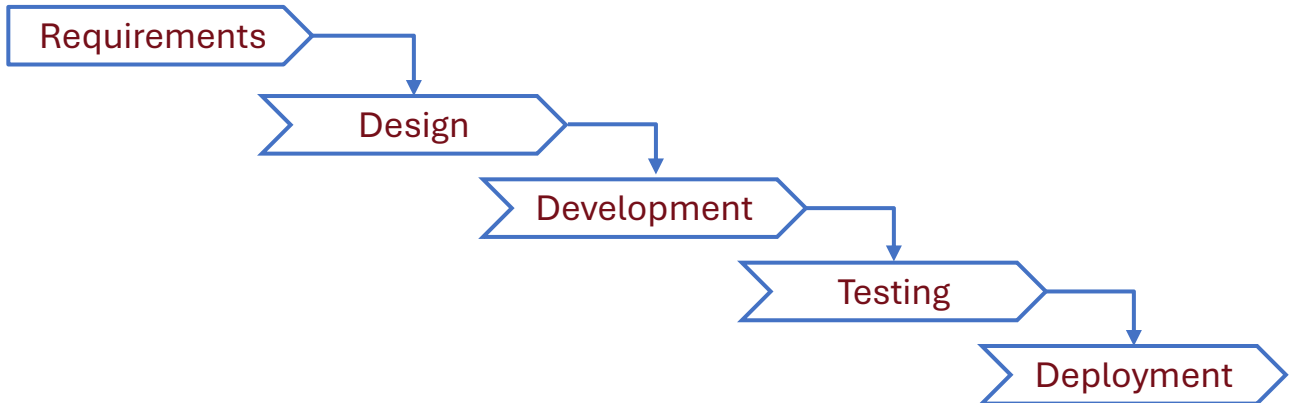 Requirements
Design
Development
Testing
Deployment